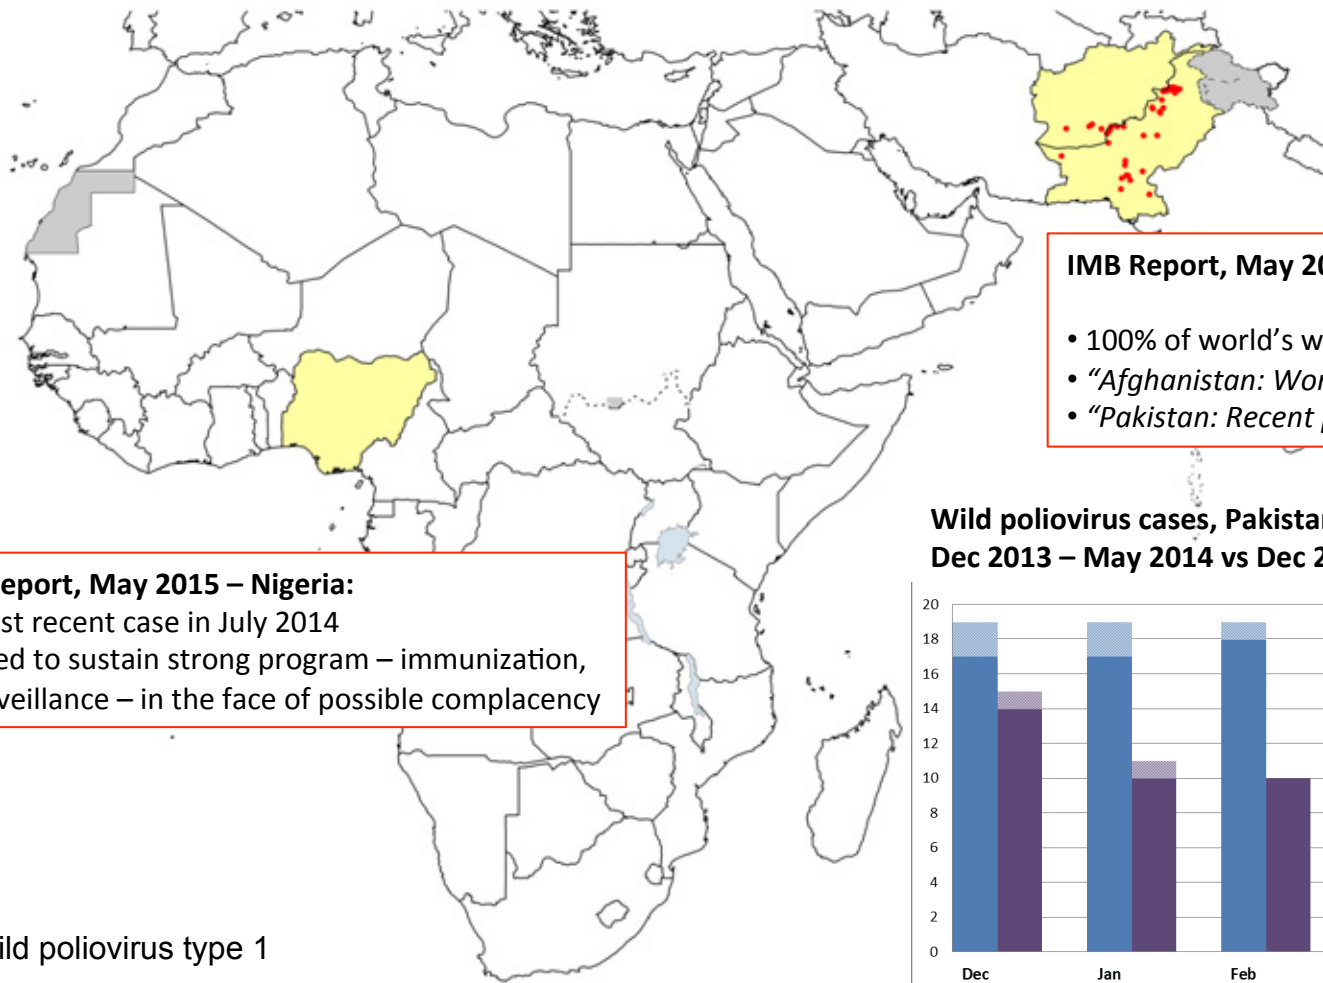 IMB Report, May 20
• 100% of world's w
• "Afghanistan: Wor
• "Pakistan: Recent
eport, May 2015 – Nigeria:
st recent case in July 2014
ed to sustain strong program – immunization,
veillance – in the face of possible complacency
Wild poliovirus cases, Pakistan
Dec 2013 – May 2014 vs Dec 2
20
18
16
14
12
10
8
6
4
2
0
Dec Jan Feb
ild poliovirus type 1